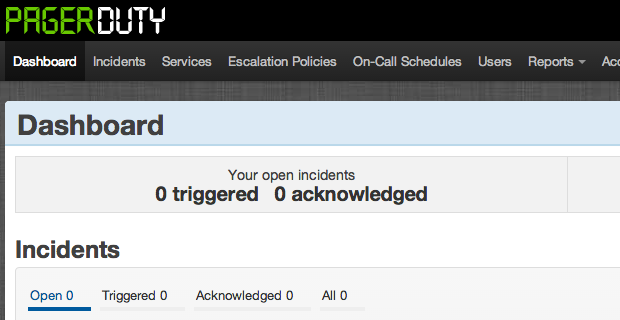 PAGERDUTY
Dashboard Incidents Services Escalation Policies On-Call Schedules Users Reports
Dashboard
Your open incidents
0 triggered 0 acknowledged
Incidents
Open 0 Triggered 0 Acknowledged 0 All 0